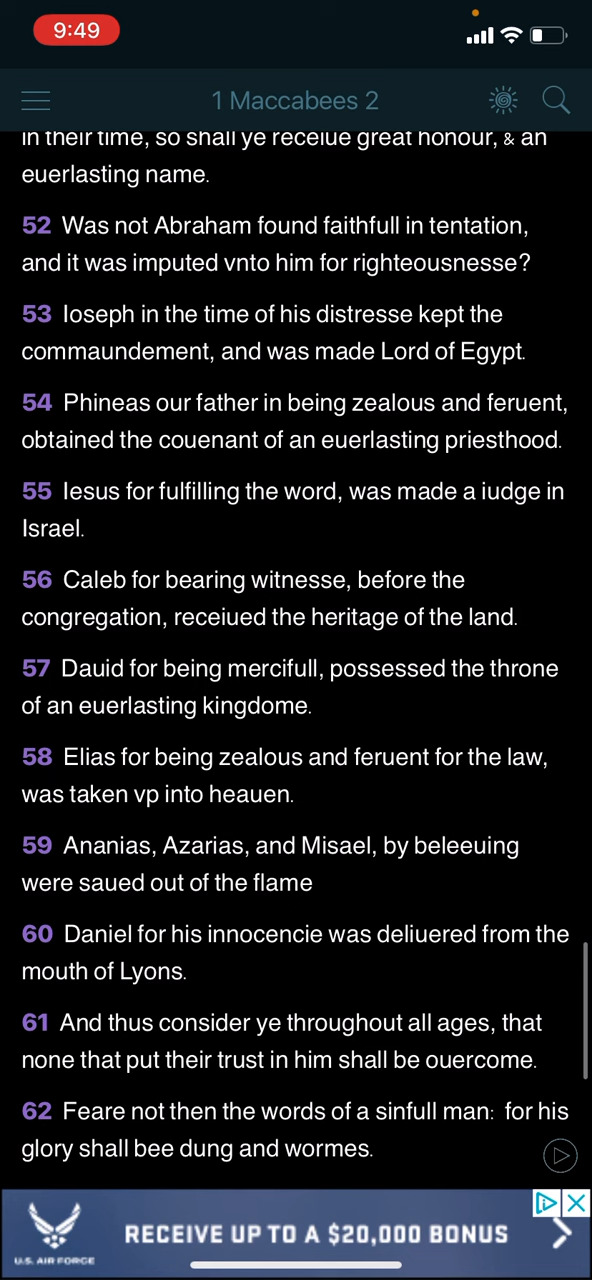 9:49
1 Maccabees 2
in their time, so shall ye receiue great honour, & an
euerlasting name.
52 Was not Abraham found faithfull in tentation,
and it was imputed vnto him for righteousnesse?
53 Ioseph in the time of his distresse kept the
commaundement, and was made Lord of Egypt.
54 Phineas our father in being zealous and feruent,
obtained the couenant of an euerlasting priesthood.
55 Iesus for fulfilling the word, was made a iudge in
Israel.
56 Caleb for bearing witnesse, before the
congregation, receiued the heritage of the land.
57 Dauid for being mercifull, possessed the throne
of an euerlasting kingdome.
58 Elias for being zealous and feruent for the law,
was taken vp into heauen.
59 Ananias, Azarias, and Misael, by beleeuing
were saued out of the flame
60 Daniel for his innocencie was deliuered from the
mouth of Lyons.
61 And thus consider ye throughout all ages, that
none that put their trust in him shall be ouercome.
62 Feare not then the words of a sinfull man: for his
glory shall bee dung and wormes.
RECEIVE UP TO A $20,000 BONUS
U.S. AIR FORCE